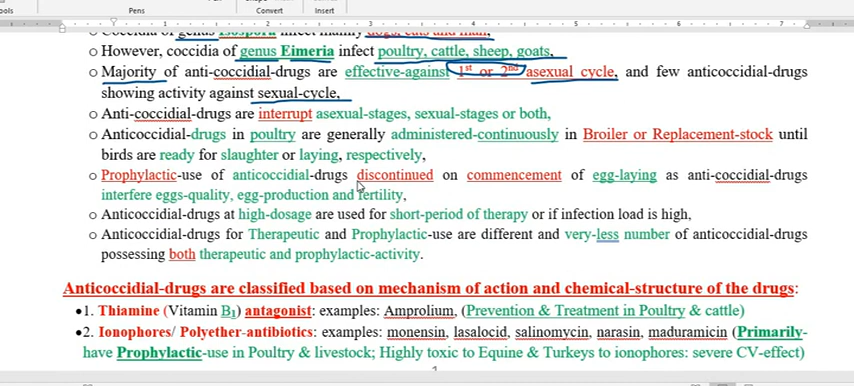 ools
Pens
Convert
Insert
1
2
3
4
5
6
7
Coccidia of genus Isospora infect mainly dogs, cats and man,
o However, coccidia of genus Eimeria infect poultry, cattle, sheep, goats,
o Majority of anti-coccidial-drugs are effective-against 1st or 2nd asexual cycle, and few anticoccidial-drugs
showing activity against sexual-cycle,
o Anti-coccidial-drugs are interrupt asexual-stages, sexual-stages or both,
o Anticoccidial-drugs in poultry are generally administered-continuously in Broiler or Replacement-stock until
birds are ready for slaughter or laying, respectively,
o Prophylactic-use of anticoccidial-drugs discontinued on commencement of egg-laying as anti-coccidial-drugs
interfere eggs-quality, egg-production and fertility,
o Anticoccidial-drugs at high-dosage are used for short-period of therapy or if infection load is high,
o Anticoccidial-drugs for Therapeutic and Prophylactic-use are different and very-less number of anticoccidial-drugs
possessing both therapeutic and prophylactic-activity.
Anticoccidial-drugs are classified based on mechanism of action and chemical-structure of the drugs:
•1. Thiamine (Vitamin B1) antagonist: examples: Amprolium, (Prevention & Treatment in Poultry & cattle)
•2. Ionophores/ Polyether-antibiotics: examples: monensin, lasalocid, salinomycin, narasin, maduramicin (Primarily-
have Prophylactic-use in Poultry & livestock; Highly toxic to Equine & Turkeys to ionophores: severe CV-effect)
1